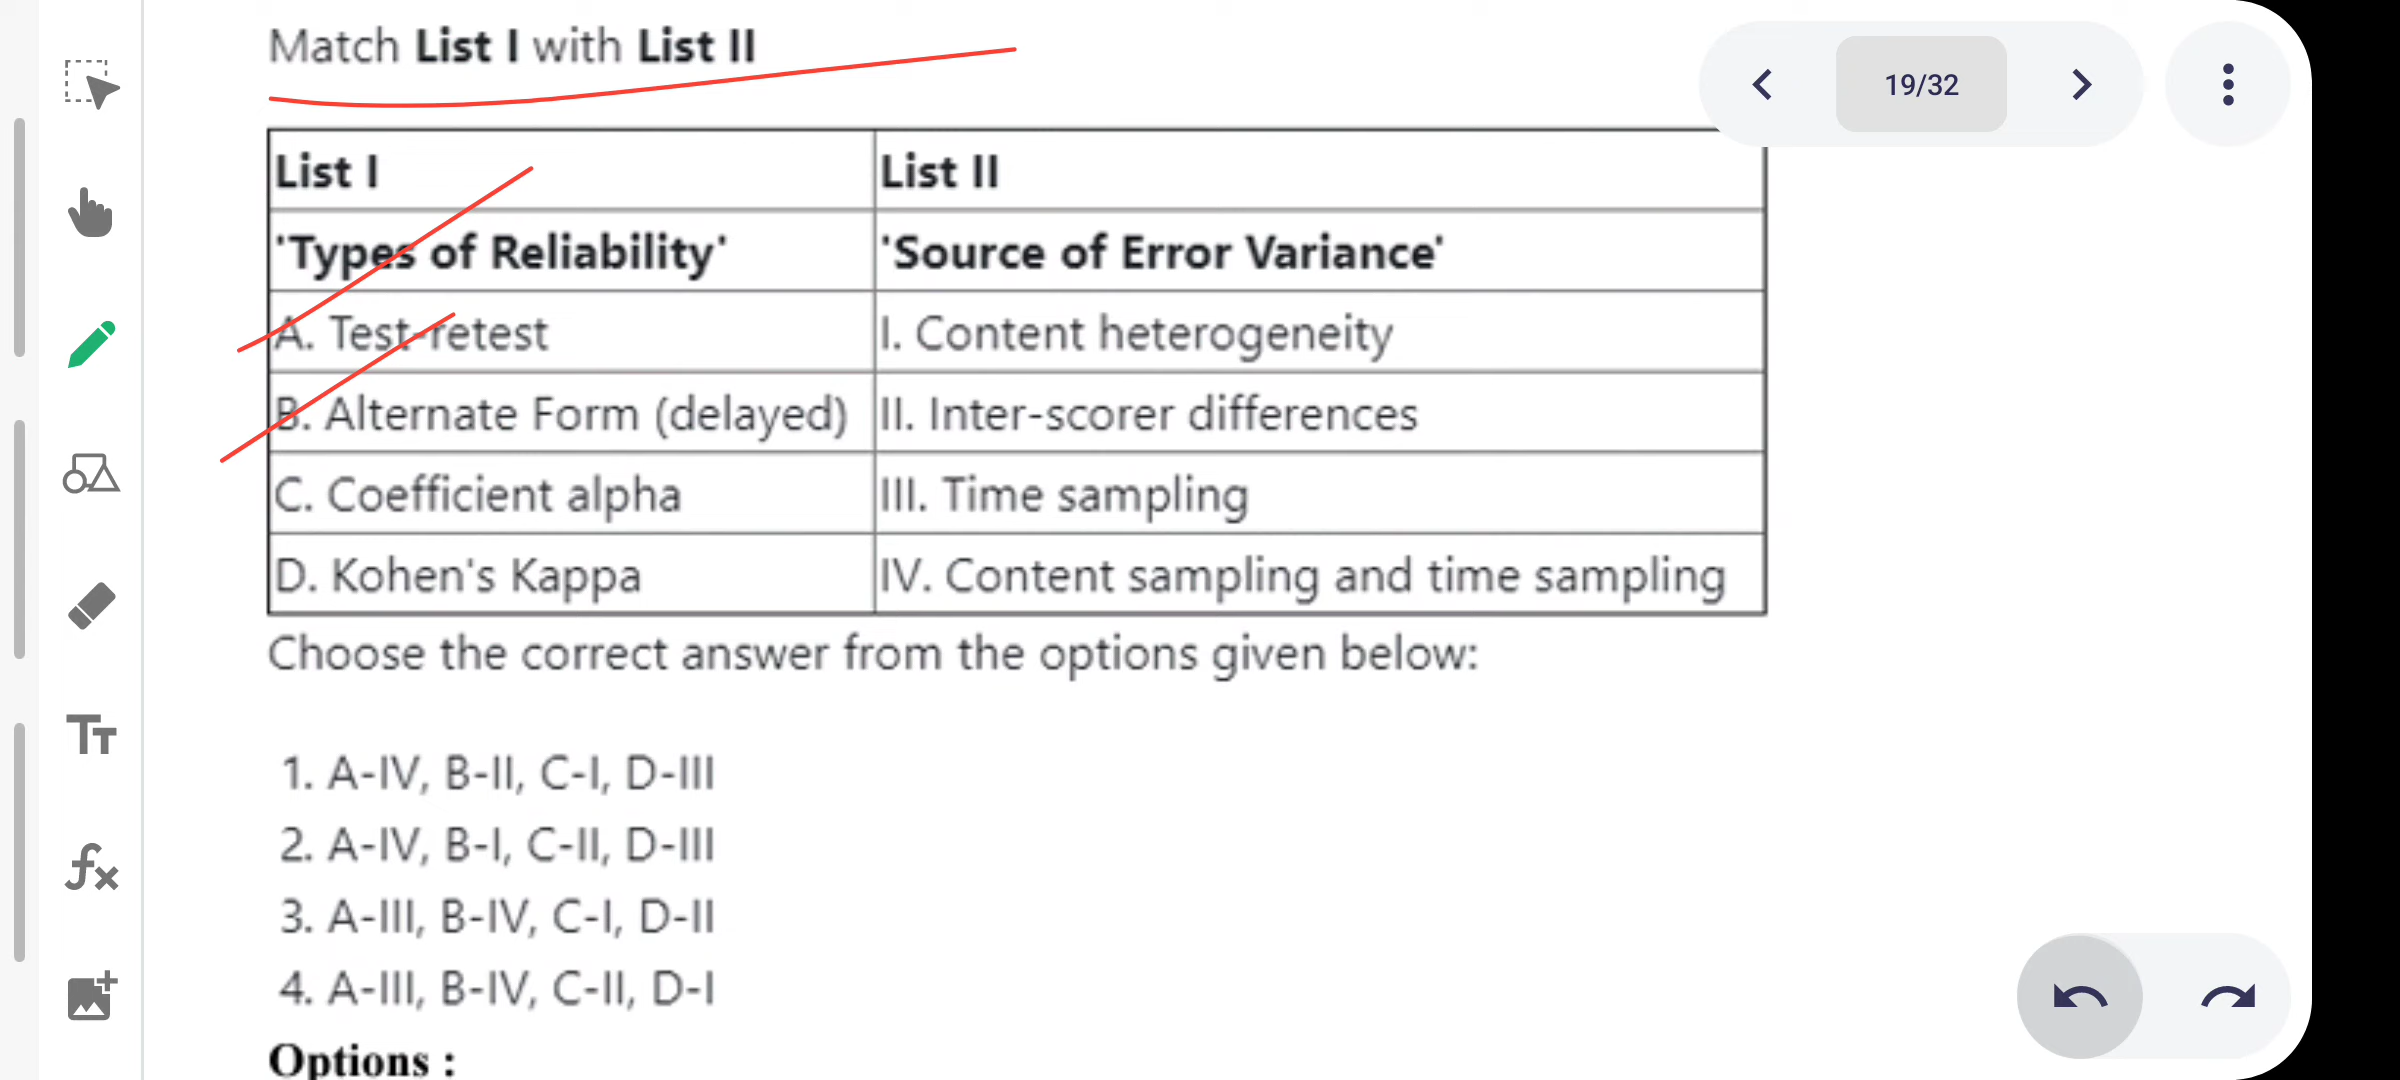 Match List I with List II
19/32
List I List II
'Types of Reliability' 'Source of Error Variance'
A. Test-retest I. Content heterogeneity
B. Alternate Form (delayed) II. Inter-scorer differences
C. Coefficient alpha III. Time sampling
D. Kohen's Kappa IV. Content sampling and time sampling
Choose the correct answer from the options given below:
1. A-IV, B-II, C-I, D-III
2. A-IV, B-I, C-II, D-III
3. A-III, B-IV, C-I, D-II
4. A-III, B-IV, C-II, D-I
Options :
TT
fx